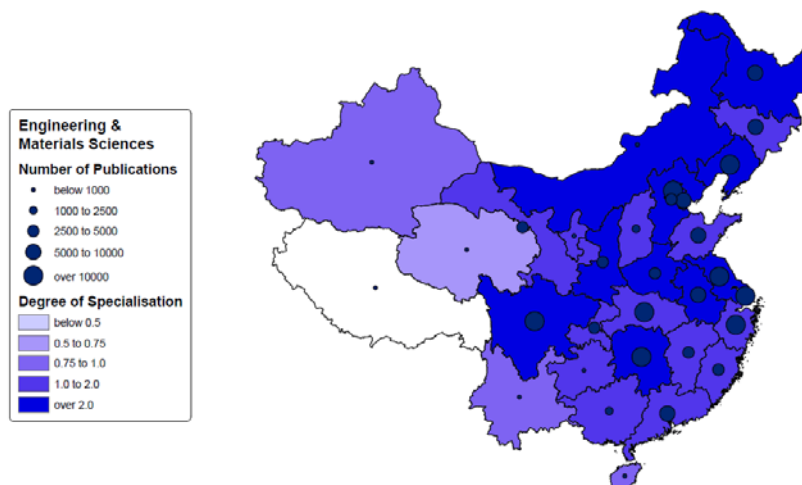 Engineering &
Materials Sciences
Number of Publications
below 1000
1000 to 2500
2500 to 5000
5000 to 10000
over 10000
Degree of Specialisation
below 0.5
0.5 to 0.75
0.75 to 1.0
1.0 to 2.0
over 2.0